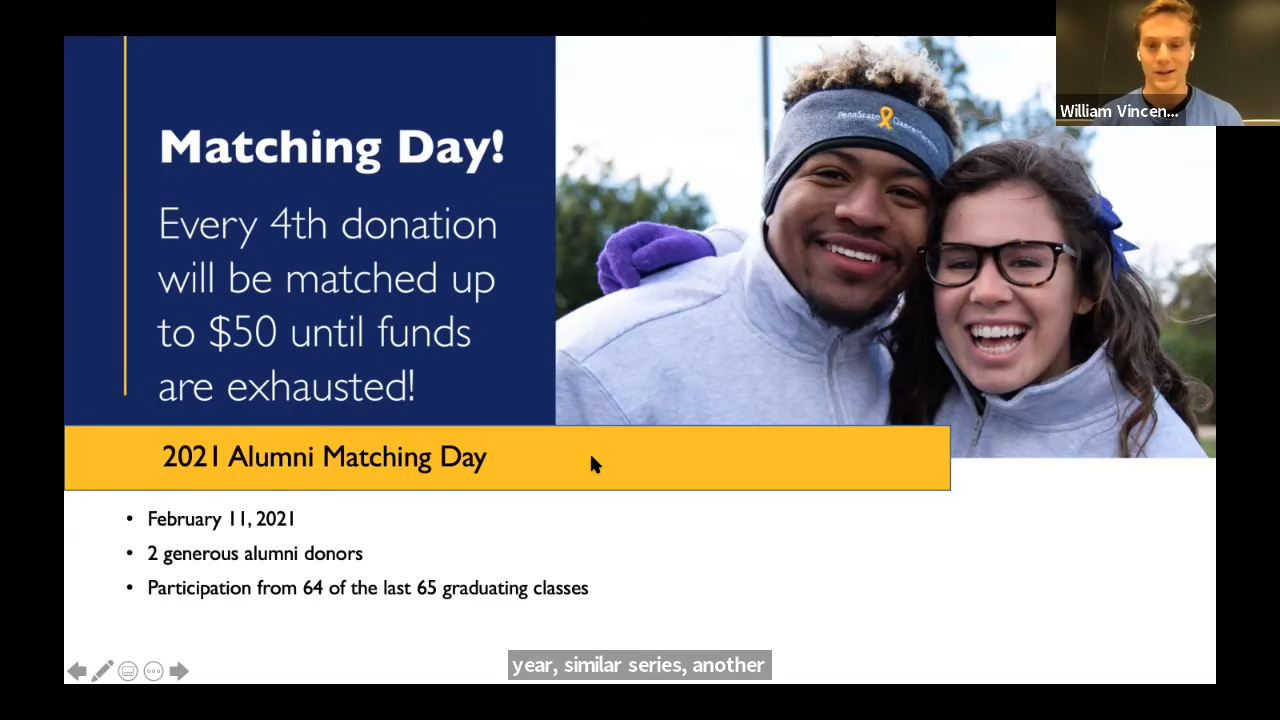 Matching Day!
Every 4th donation
will be matched up
to $50 until funds
are exhausted!
PennState DanceMarathon
William Vincen...
2021 Alumni Matching Day
• February 11, 2021
• 2 generous alumni donors
• Participation from 64 of the last 65 graduating classes
year, similar series, another